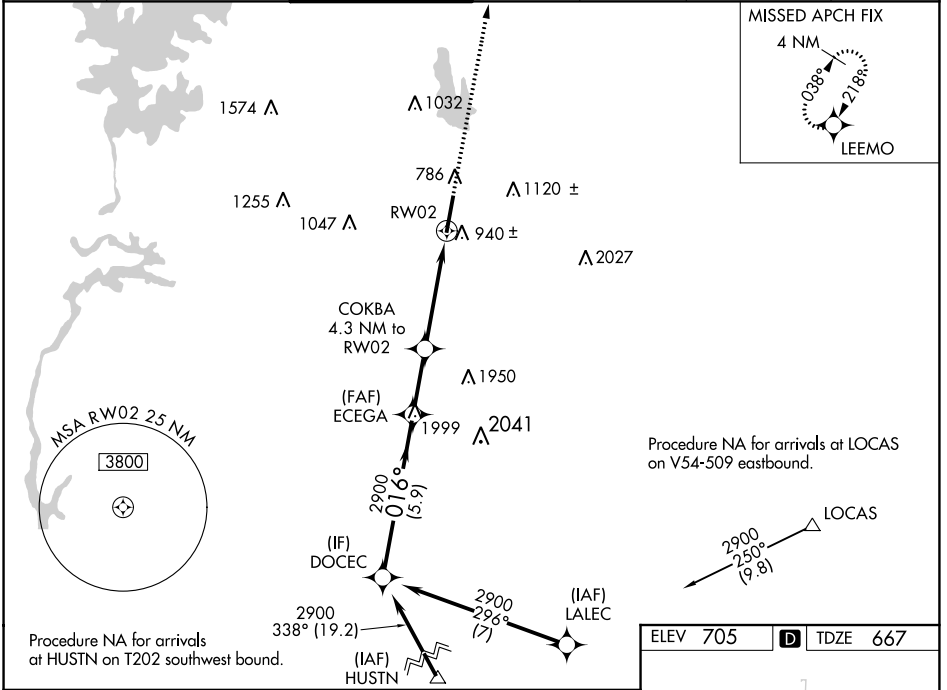 MISSED APCH FIX
4 NM
038°
218°
LEEMO
1574
1032
786
1120 ±
1255
1047
RW02
940 ±
2027
COKBA
4.3 NM to
RW02
1950
(FAF)
ECEGA
1999
2041
MSA RW02 25 NM
3800
Procedure NA for arrivals at LOCAS
on V54-509 eastbound.
2900
016°
(5.9)
LOCAS
2900
250°
(9.8)
(IF)
DOCEC
2900
296°
(7)
(IAF)
LALEC
2900
338° (19.2)
(IAF)
HUSTN
Procedure NA for arrivals
at HUSTN on T202 southwest bound.
ELEV 705 D TDZE 667